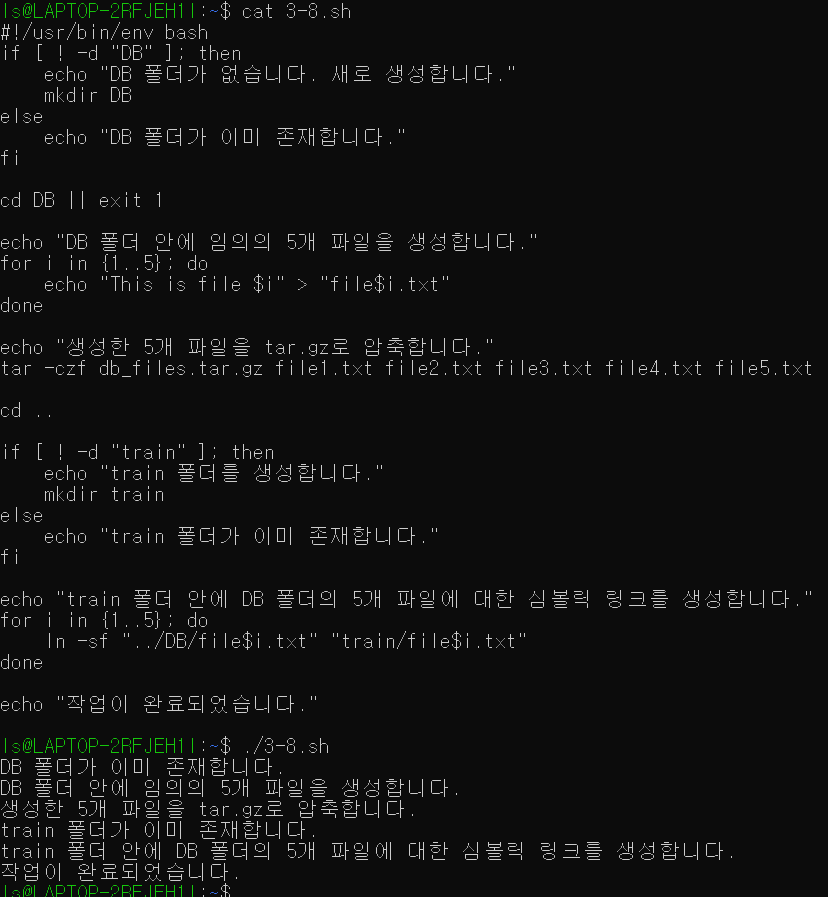 ls@LAPTOP-2RFJEH1I:~$ cat 3-8.sh
#!/usr/bin/env bash
if [ ! -d "DB" ]; then
    echo "DB 폴더가 없습니다. 새로 생성합니다."
    mkdir DB
else
    echo "DB 폴더가 이미 존재합니다."
fi

cd DB || exit 1

echo "DB 폴더 안에 임의의 5개 파일을 생성합니다."
for i in {1..5}; do
    echo "This is file $i" > "file$i.txt"
done

echo "생성한 5개 파일을 tar.gz로 압축합니다."
tar -czf db_files.tar.gz file1.txt file2.txt file3.txt file4.txt file5.txt

cd ..

if [ ! -d "train" ]; then
    echo "train 폴더를 생성합니다."
    mkdir train
else
    echo "train 폴더가 이미 존재합니다."
fi

echo "train 폴더 안에 DB 폴더의 5개 파일에 대한 심볼릭 링크를 생성합니다."
for i in {1..5}; do
    ln -sf "../DB/file$i.txt" "train/file$i.txt"
done

echo "작업이 완료되었습니다."

ls@LAPTOP-2RFJEH1I:~$ ./3-8.sh
DB 폴더가 이미 존재합니다.
DB 폴더 안에 임의의 5개 파일을 생성합니다.
생성한 5개 파일을 tar.gz로 압축합니다.
train 폴더가 이미 존재합니다.
train 폴더 안에 DB 폴더의 5개 파일에 대한 심볼릭 링크를 생성합니다.
작업이 완료되었습니다.
ls@LAPTOP-2RFJEH1I:~$